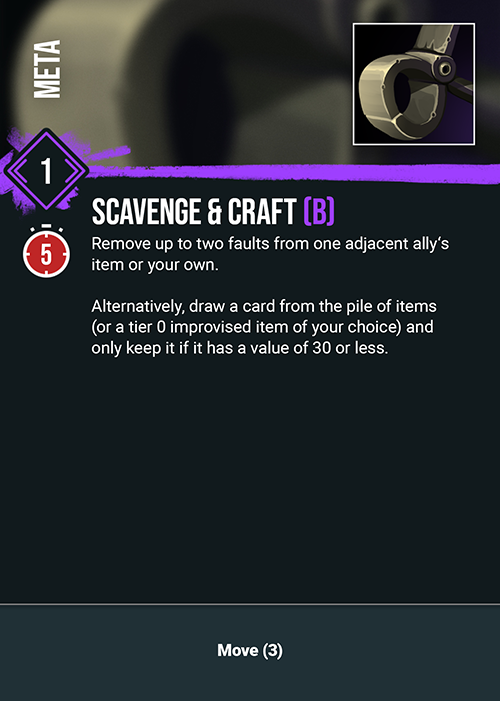 META
1
SCAVENGE & CRAFT (B)
5
Remove up to two faults from one adjacent ally's
item or your own.
Alternatively, draw a card from the pile of items
(or a tier 0 improvised item of your choice) and
only keep it if it has a value of 30 or less.
Move (3)